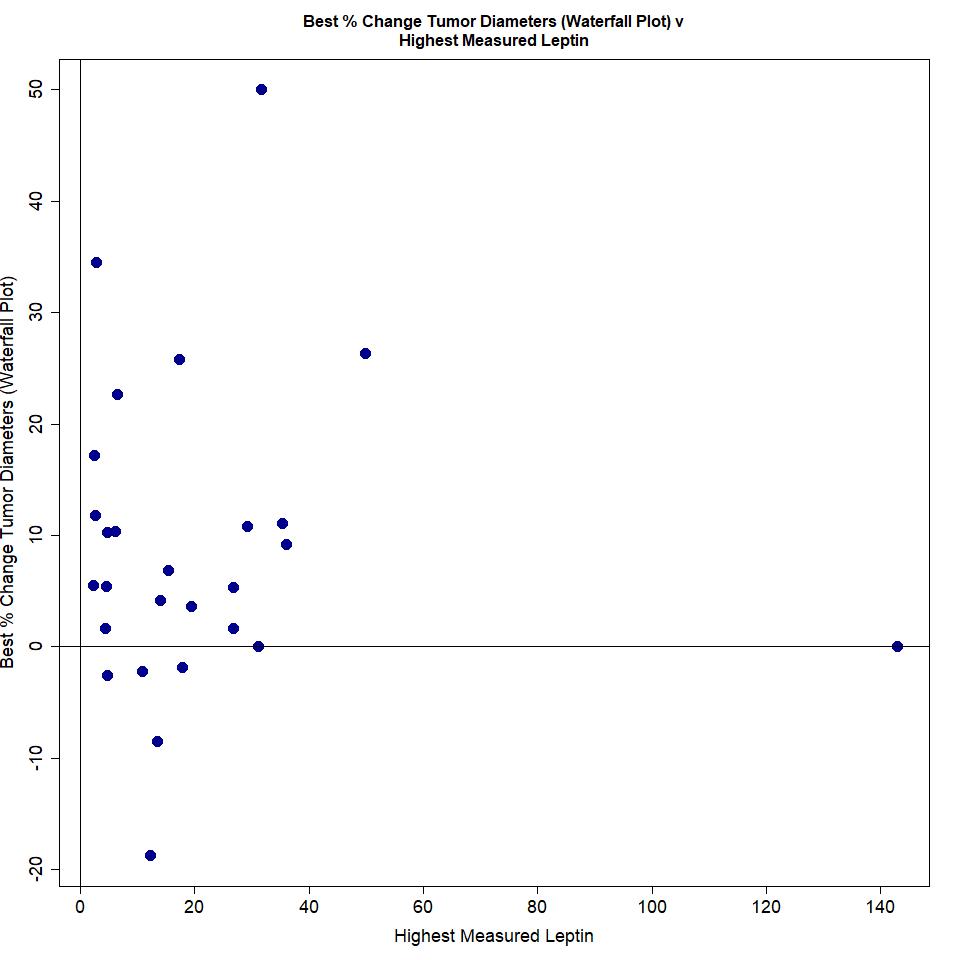 Best % Change Tumor Diameters (Waterfall Plot) v
Highest Measured Leptin
Best % Change Tumor Diameters (Waterfall Plot)
50
40
30
20
10
0
-10
-20
0 20 40 60 80 100 120 140
Highest Measured Leptin